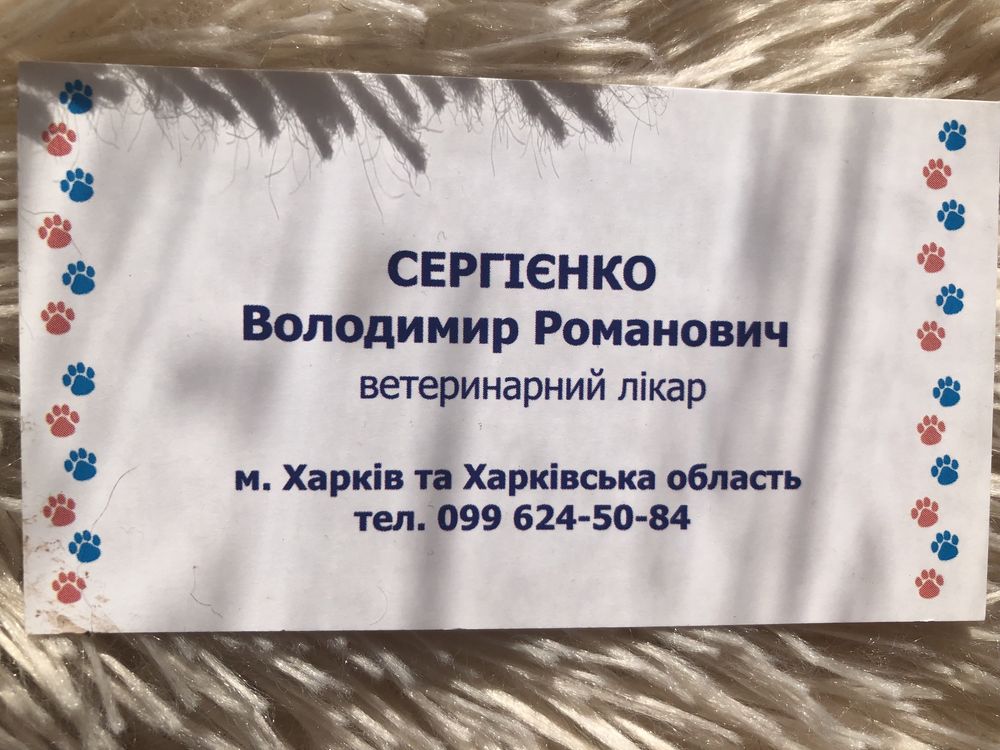 СЕРГІЄНКО
Володимир Романович
ветеринарний лікар
м. Харків та Харківська область
тел. 099 624-50-84